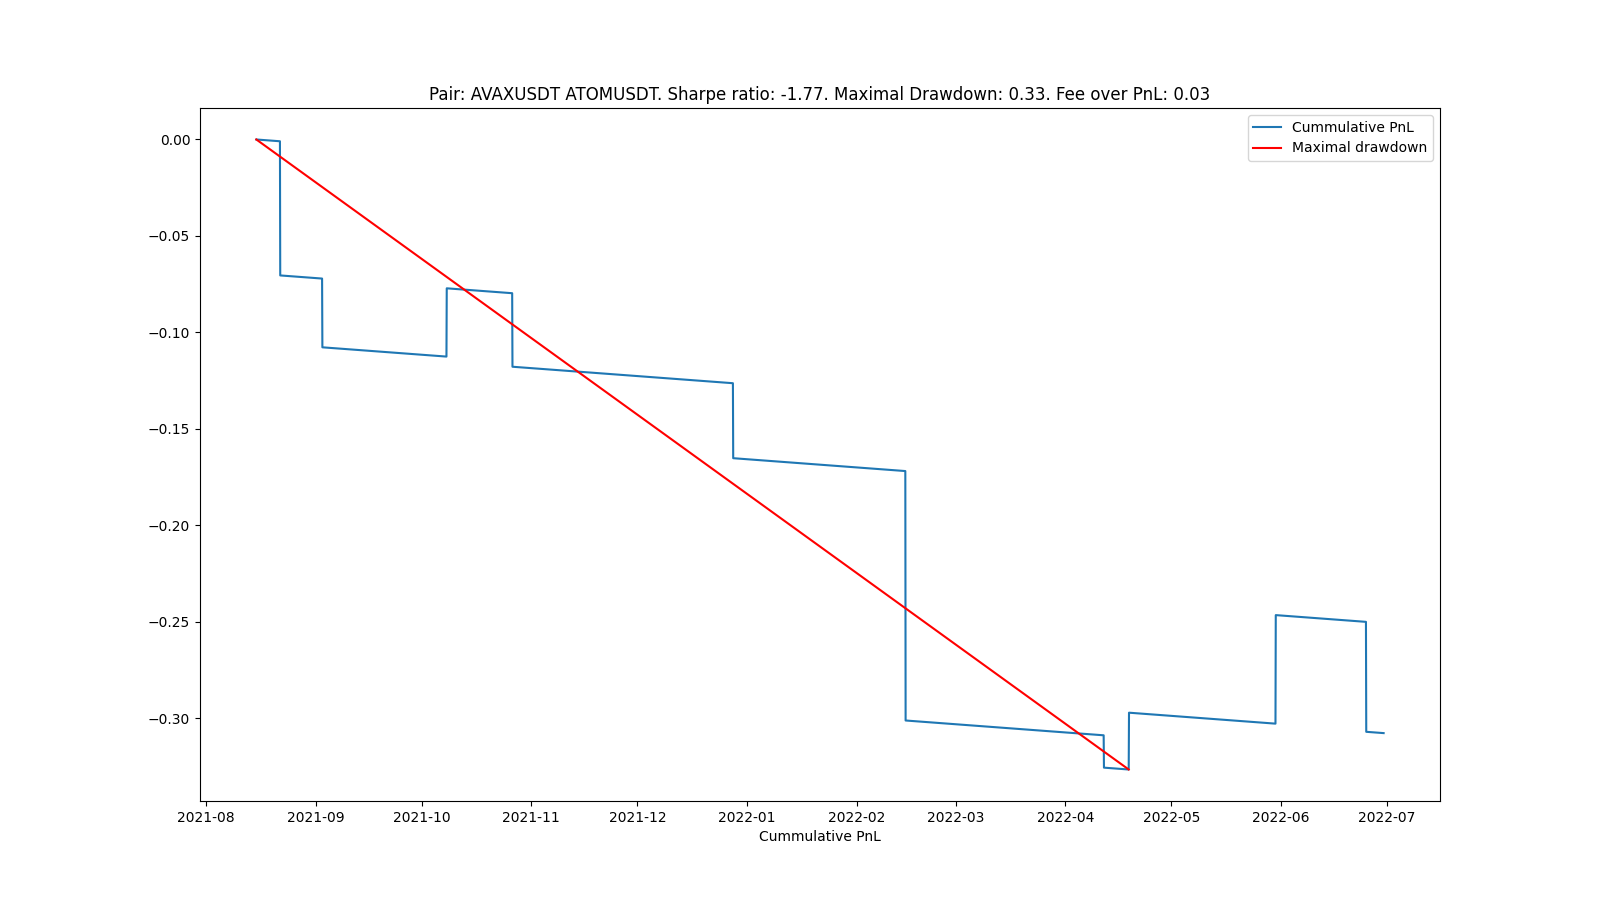 Pair: AVAXUSDT ATOMUSDT. Sharpe ratio: -1.77. Maximal Drawdown: 0.33. Fee over PnL: 0.03
Cummulative PnL
Maximal drawdown
0.00
−0.05
−0.10
−0.15
−0.20
−0.25
−0.30
2021-08 2021-09 2021-10 2021-11 2021-12 2022-01 2022-02 2022-03 2022-04 2022-05 2022-06 2022-07
Cummulative PnL